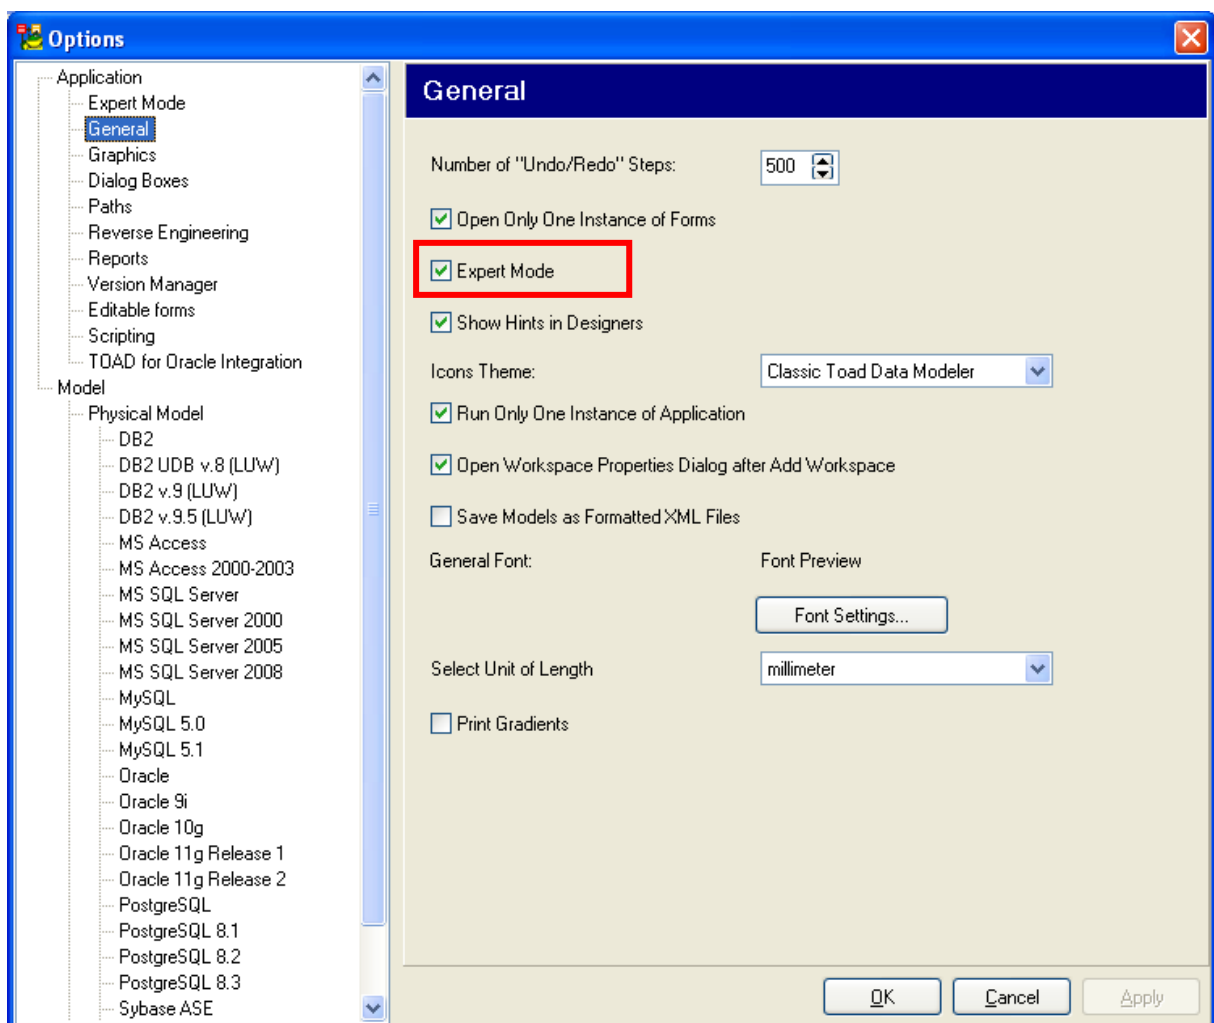 Options
Application
Expert Mode
General
Graphics
Dialog Boxes
Paths
Reverse Engineering
Reports
Version Manager
Editable forms
Scripting
TOAD for Oracle Integration
Model
Physical Model
DB2
DB2 UDB v.8 (LUW)
DB2 v.9 (LUW)
DB2 v.9.5 (LUW)
MS Access
MS Access 2000-2003
MS SQL Server
MS SQL Server 2000
MS SQL Server 2005
MS SQL Server 2008
MySQL
MySQL 5.0
MySQL 5.1
Oracle
Oracle 9i
Oracle 10g
Oracle 11g Release 1
Oracle 11g Release 2
PostgreSQL
PostgreSQL 8.1
PostgreSQL 8.2
PostgreSQL 8.3
Sybase ASE
General
Number of "Undo/Redo" Steps: 500
Open Only One Instance of Forms
Expert Mode
Show Hints in Designers
Icons Theme: Classic Toad Data Modeler
Run Only One Instance of Application
Open Workspace Properties Dialog after Add Workspace
Save Models as Formatted XML Files
General Font: Font Preview
Font Settings...
Select Unit of Length millimeter
Print Gradients
OK Cancel Apply